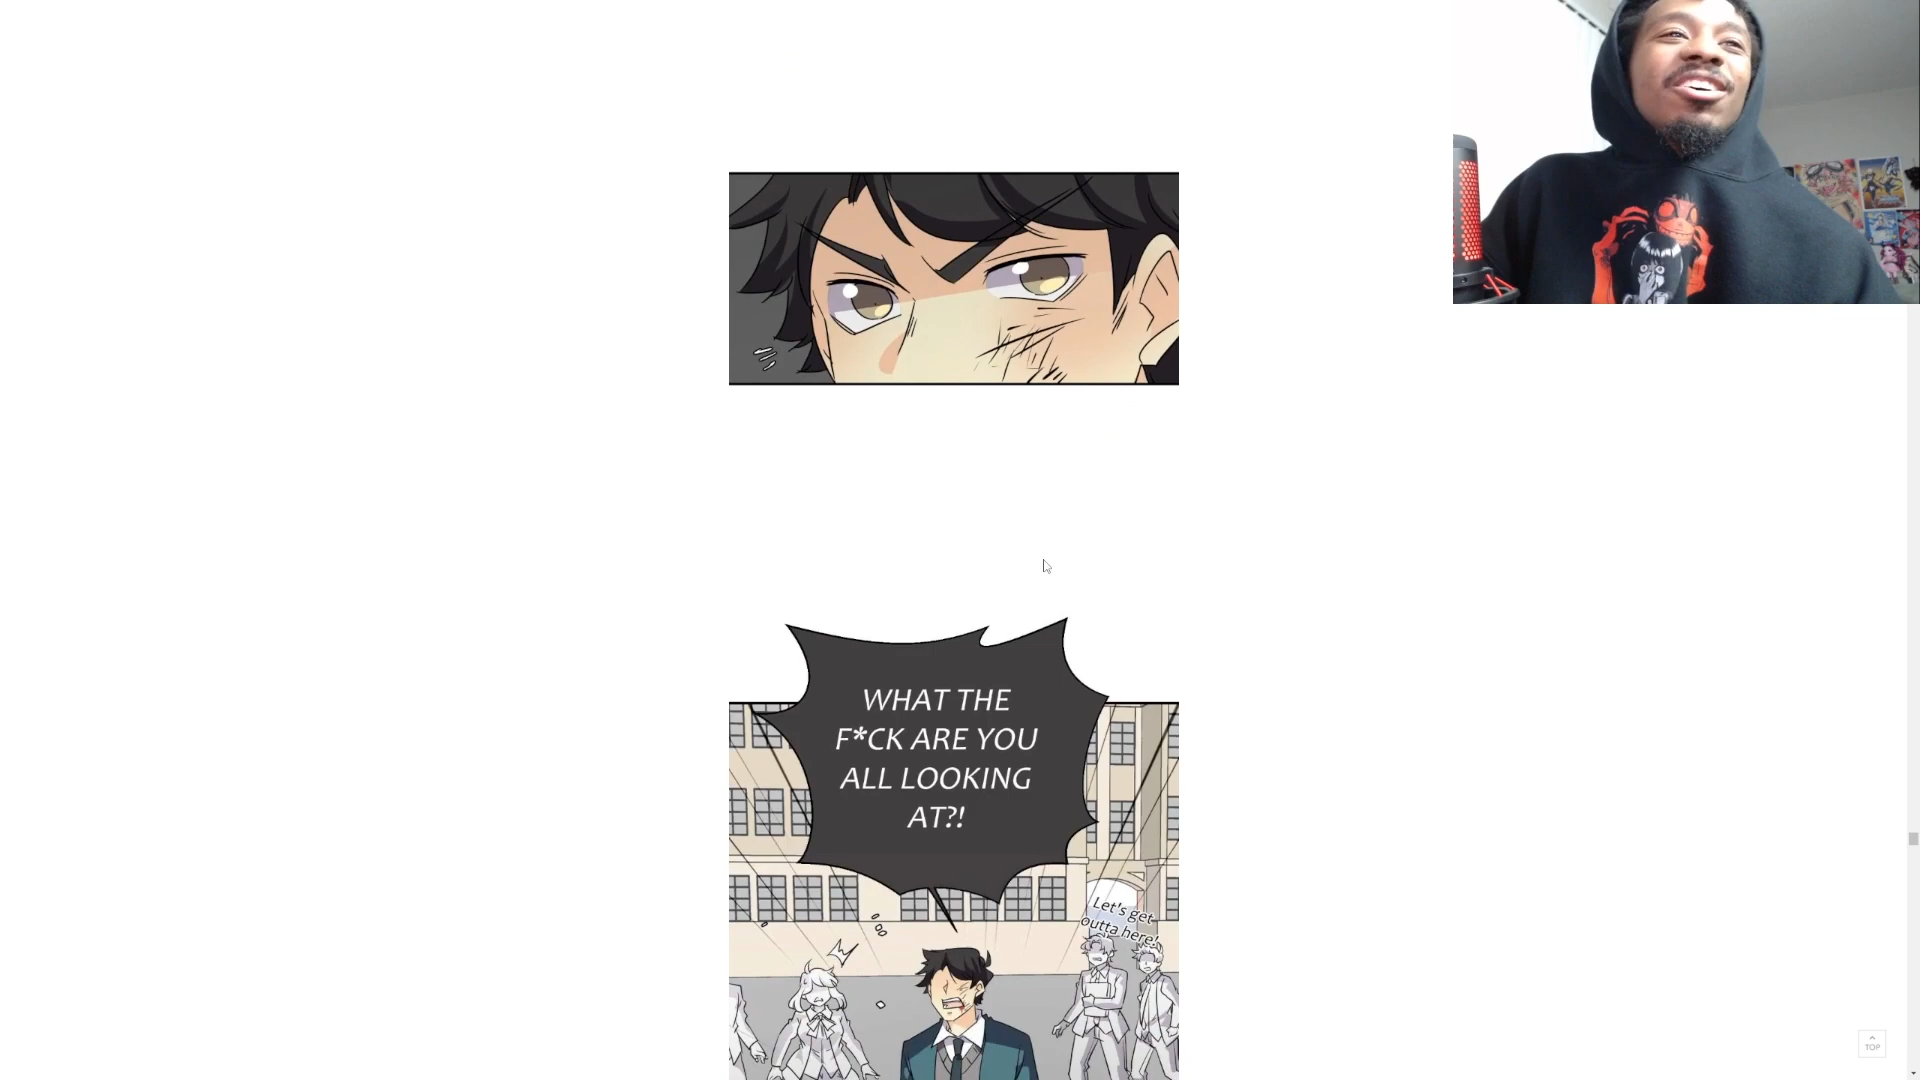 WHAT THE
F*CK ARE YOU
ALL LOOKING
AT?!
Let's get
outta here!
TOP